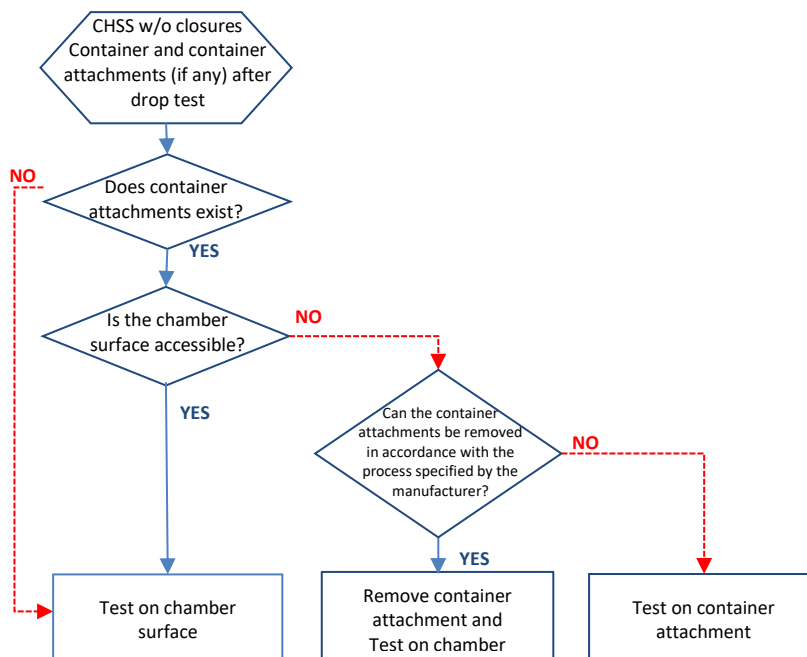 CHSS w/o closures
Container and container
attachments (if any) after
drop test
NO
Does container
attachments exist?
YES
Is the chamber
surface accessible?
NO
YES
Can the container
attachments be removed
in accordance with the
process specified by the
manufacturer?
NO
YES
Test on chamber
surface
Remove container
attachment and
Test on chamber
Test on container
attachment